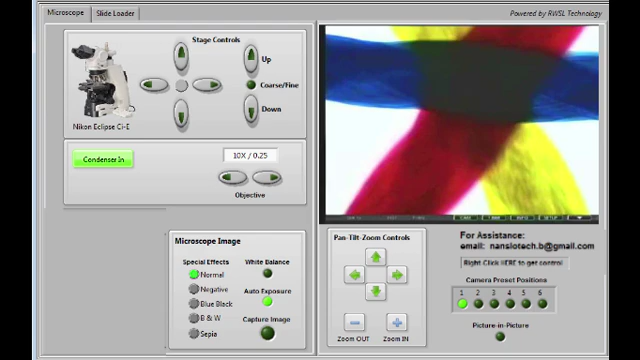 Microscope
Slide Loader
Powered by RWSL Technology
Stage Controls
Up
Coarse/Fine
Down
Nikon Eclipse Ci-E
Condenser In
10X / 0.25
Objective
Microscope Image
Special Effects
Normal
Negative
Blue Black
B & W
Sepia
White Balance
Auto Exposure
Capture Image
Pan-Tilt-Zoom Controls
Zoom OUT
Zoom IN
For Assistance:
email: nanslotech.b@gmail.com
Right Click HERE to get control
Camera Preset Positions
1 2 3 4 5 6
Picture-in-Picture